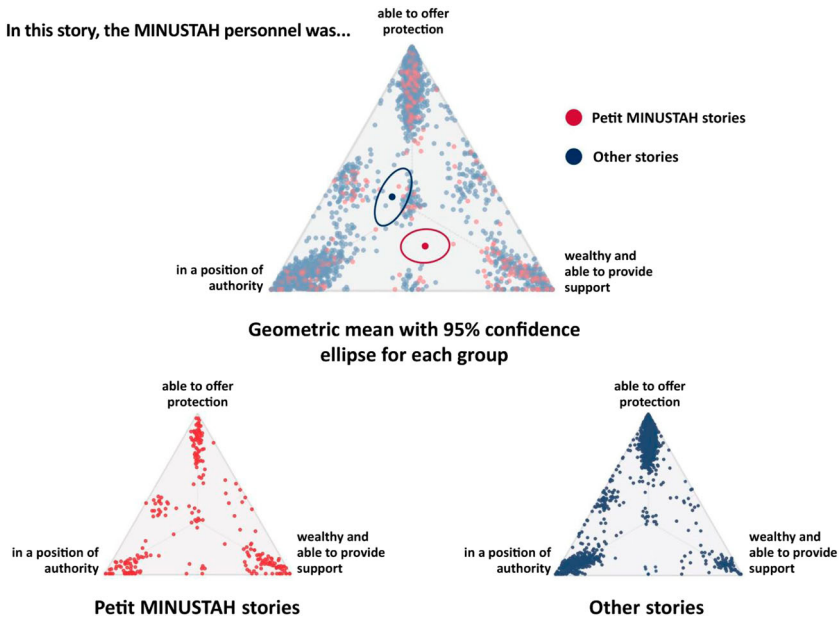 In this story, the MINUSTAH personnel was...
able to offer
protection
Petit MINUSTAH stories
Other stories
in a position of
authority
wealthy and
able to provide
support
Geometric mean with 95% confidence
ellipse for each group
able to offer
protection
in a position of
authority
wealthy and
able to provide
support
Petit MINUSTAH stories
able to offer
protection
in a position of
authority
wealthy and
able to provide
support
Other stories